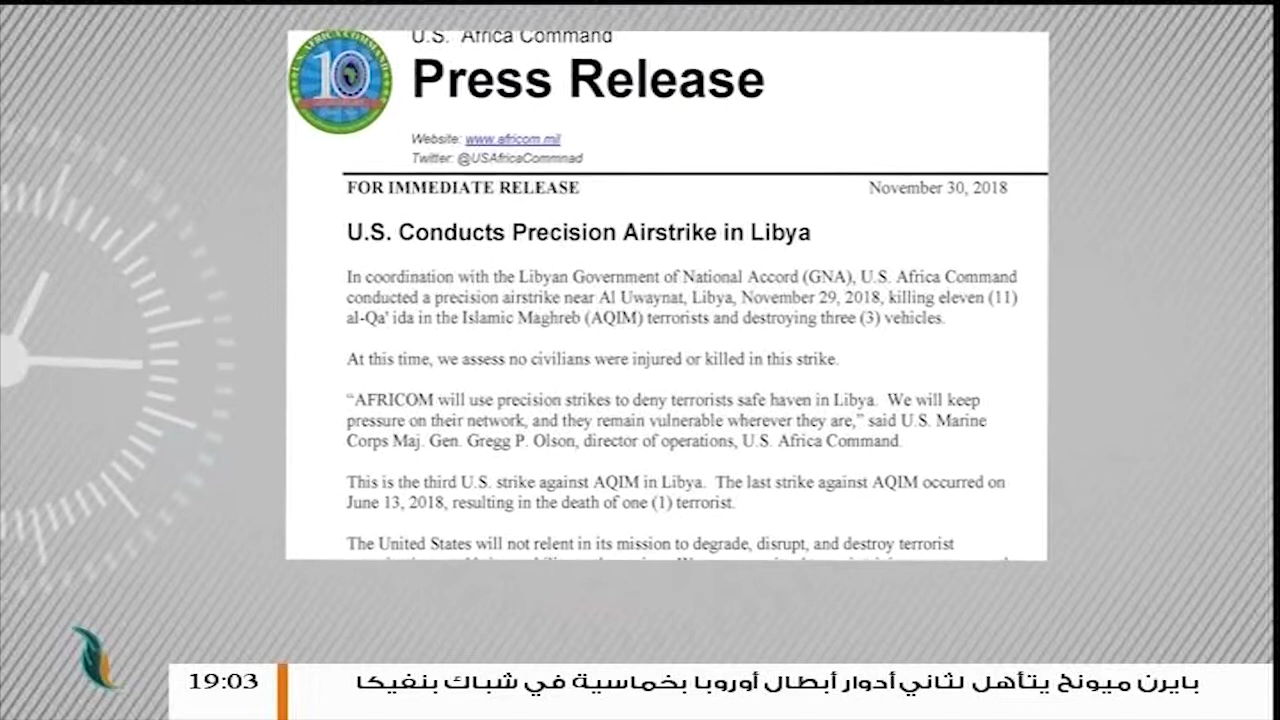 U.S. Africa Command
Press Release
10
Website: www.africom.mil
Twitter: @USAfricaCommnad
FOR IMMEDIATE RELEASE November 30, 2018
U.S. Conducts Precision Airstrike in Libya
In coordination with the Libyan Government of National Accord (GNA), U.S. Africa Command
conducted a precision airstrike near Al Uwaynat, Libya, November 29, 2018, killing eleven (11)
al-Qa'ida in the Islamic Maghreb (AQIM) terrorists and destroying three (3) vehicles.
At this time, we assess no civilians were injured or killed in this strike.
“AFRICOM will use precision strikes to deny terrorists safe haven in Libya. We will keep
pressure on their network, and they remain vulnerable wherever they are,” said U.S. Marine
Corps Maj. Gen. Gregg P. Olson, director of operations, U.S. Africa Command.
This is the third U.S. strike against AQIM in Libya. The last strike against AQIM occurred on
June 13, 2018, resulting in the death of one (1) terrorist.
The United States will not relent in its mission to degrade, disrupt, and destroy terrorist
19:03
بايرن ميونخ يتأهل لثاني أدوار أبطال أوروبا بخماسية في شباك بنفيكا